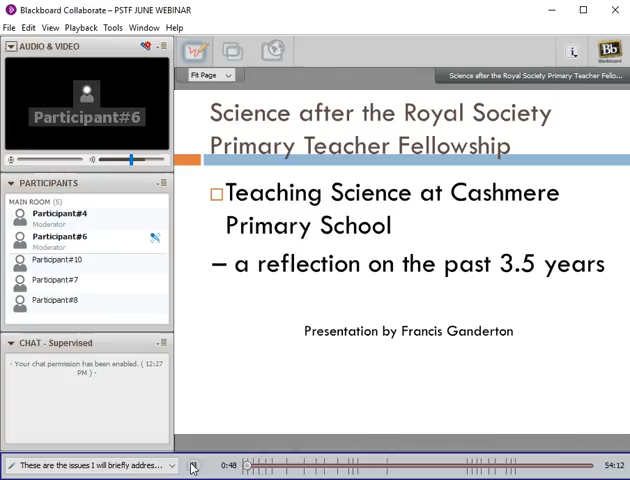 Blackboard Collaborate – PSTF JUNE WEBINAR
File Edit View Playback Tools Window Help
AUDIO & VIDEO
Participant#6
Fit Page
Science after the Royal Society Primary Teacher Fello...
Bb
Blackboard
PARTICIPANTS
MAIN ROOM (5)
Participant#4
Moderator
Participant#6
Moderator
Participant#10
Participant#7
Participant#8
CHAT - Supervised
- Your chat permission has been enabled. ( 12:27
PM ) -
Science after the Royal Society
Primary Teacher Fellowship
Teaching Science at Cashmere
Primary School
– a reflection on the past 3.5 years
Presentation by Francis Ganderton
These are the issues I will briefly addres...
0:48
54:12